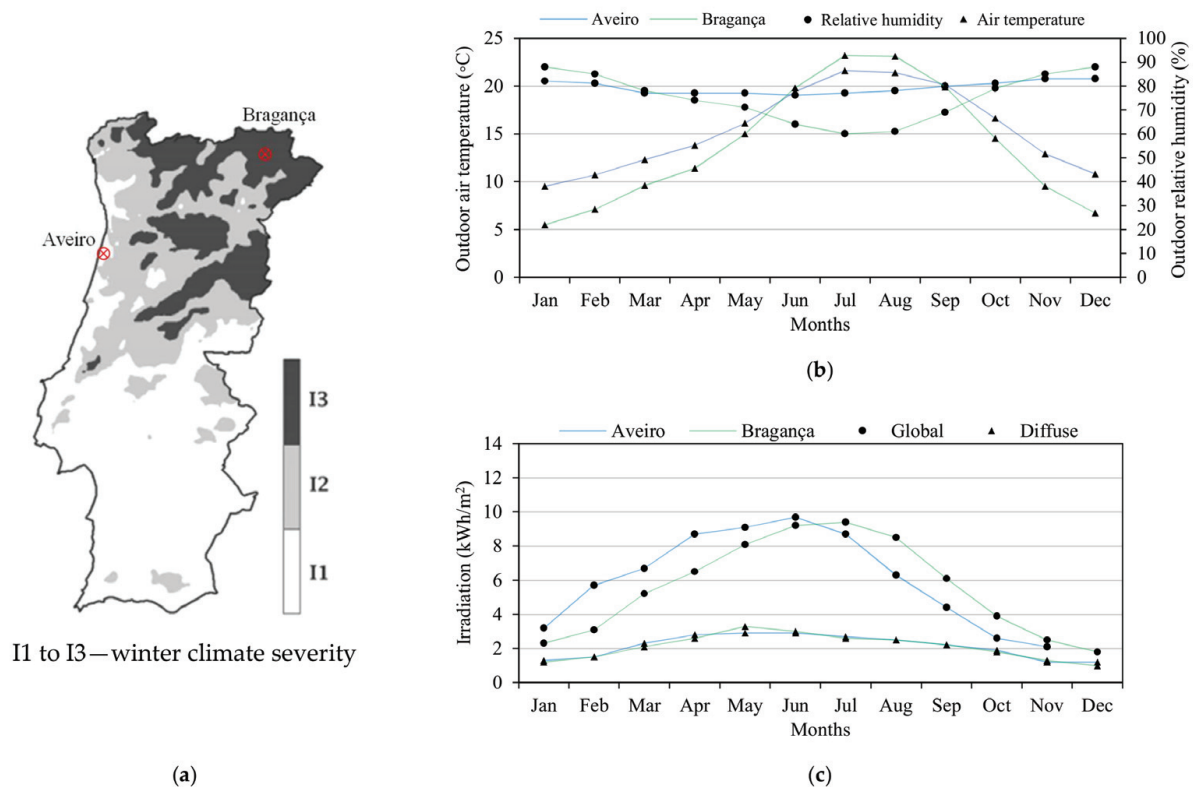 Bragança
Aveiro
I3
I2
I1
I1 to I3—winter climate severity
(a)
Aveiro Bragança Relative humidity Air temperature
Outdoor air temperature (°C)
25
20
15
10
5
0
100
90
80
70
60
50
40
30
20
10
0
Outdoor relative humidity (%)
Jan Feb Mar Apr May Jun Jul Aug Sep Oct Nov Dec
Months
(b)
Aveiro Bragança Global Diffuse
Irradiation (kWh/m²)
14
12
10
8
6
4
2
0
Jan Feb Mar Apr May Jun Jul Aug Sep Oct Nov Dec
Months
(c)